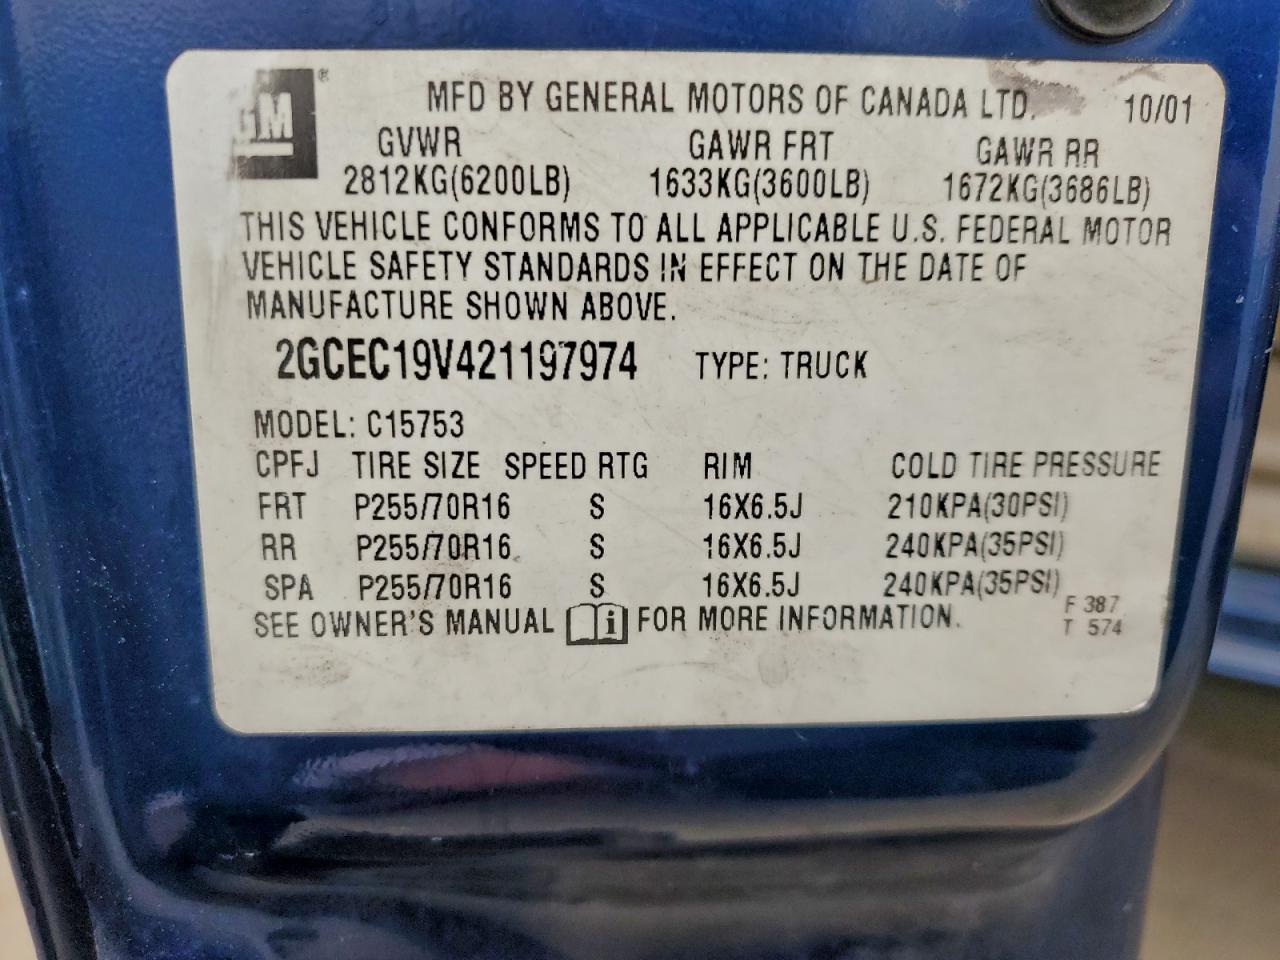 GM ®
MFD BY GENERAL MOTORS OF CANADA LTD. 10/01
GVWR GAWR FRT GAWR RR
2812KG(6200LB) 1633KG(3600LB) 1672KG(3686LB)
THIS VEHICLE CONFORMS TO ALL APPLICABLE U.S. FEDERAL MOTOR
VEHICLE SAFETY STANDARDS IN EFFECT ON THE DATE OF
MANUFACTURE SHOWN ABOVE.
2GCEC19V421197974 TYPE: TRUCK
MODEL: C15753
CPFJ TIRE SIZE SPEED RTG RIM COLD TIRE PRESSURE
FRT P255/70R16 S 16X6.5J 210KPA(30PSI)
RR P255/70R16 S 16X6.5J 240KPA(35PSI)
SPA P255/70R16 S 16X6.5J 240KPA(35PSI)
SEE OWNER'S MANUAL i FOR MORE INFORMATION.
F 387
T 574